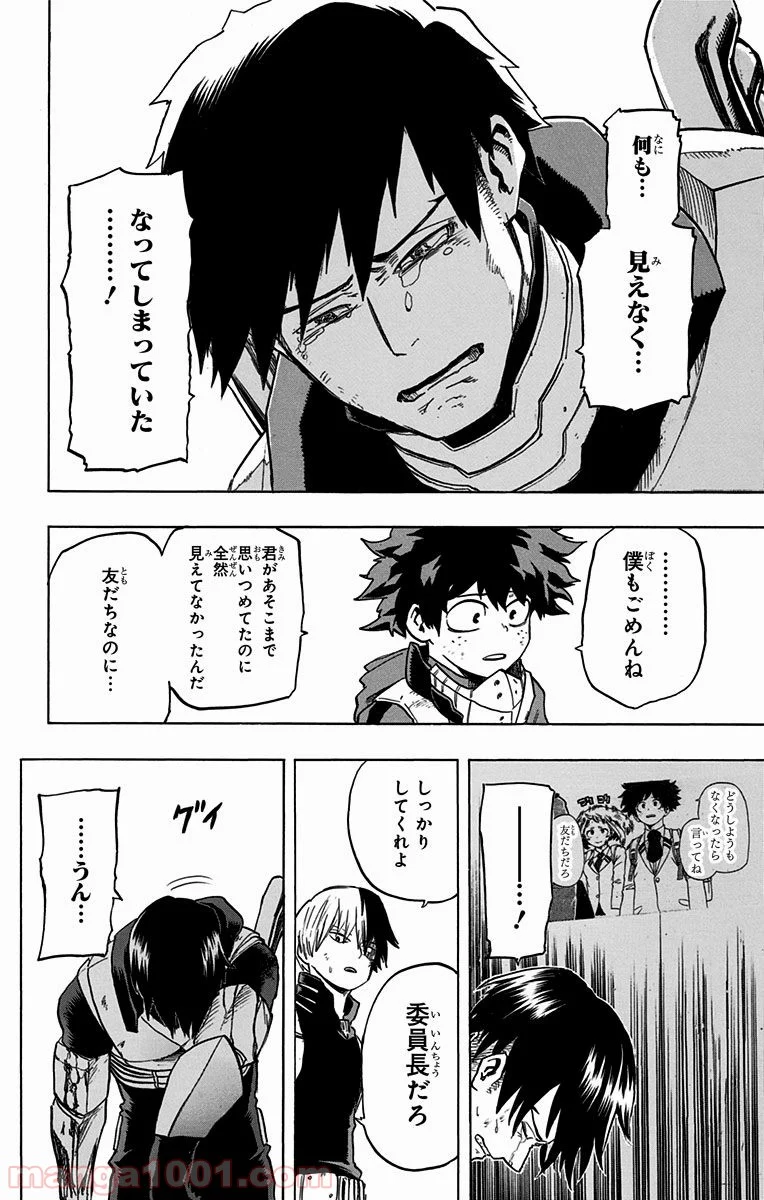 何も…
見えなく…
なってしまっていた
………！
…………
僕もごめんね
君があそこまで
思いつめてたのに
全然
見えてなかったんだ
友だちなのに…
どうしようも
なくなったら
言ってね
友だちだろ
――！
しっかり
してくれよ
委員長だろ
グイ
……うん…
manga1001.com